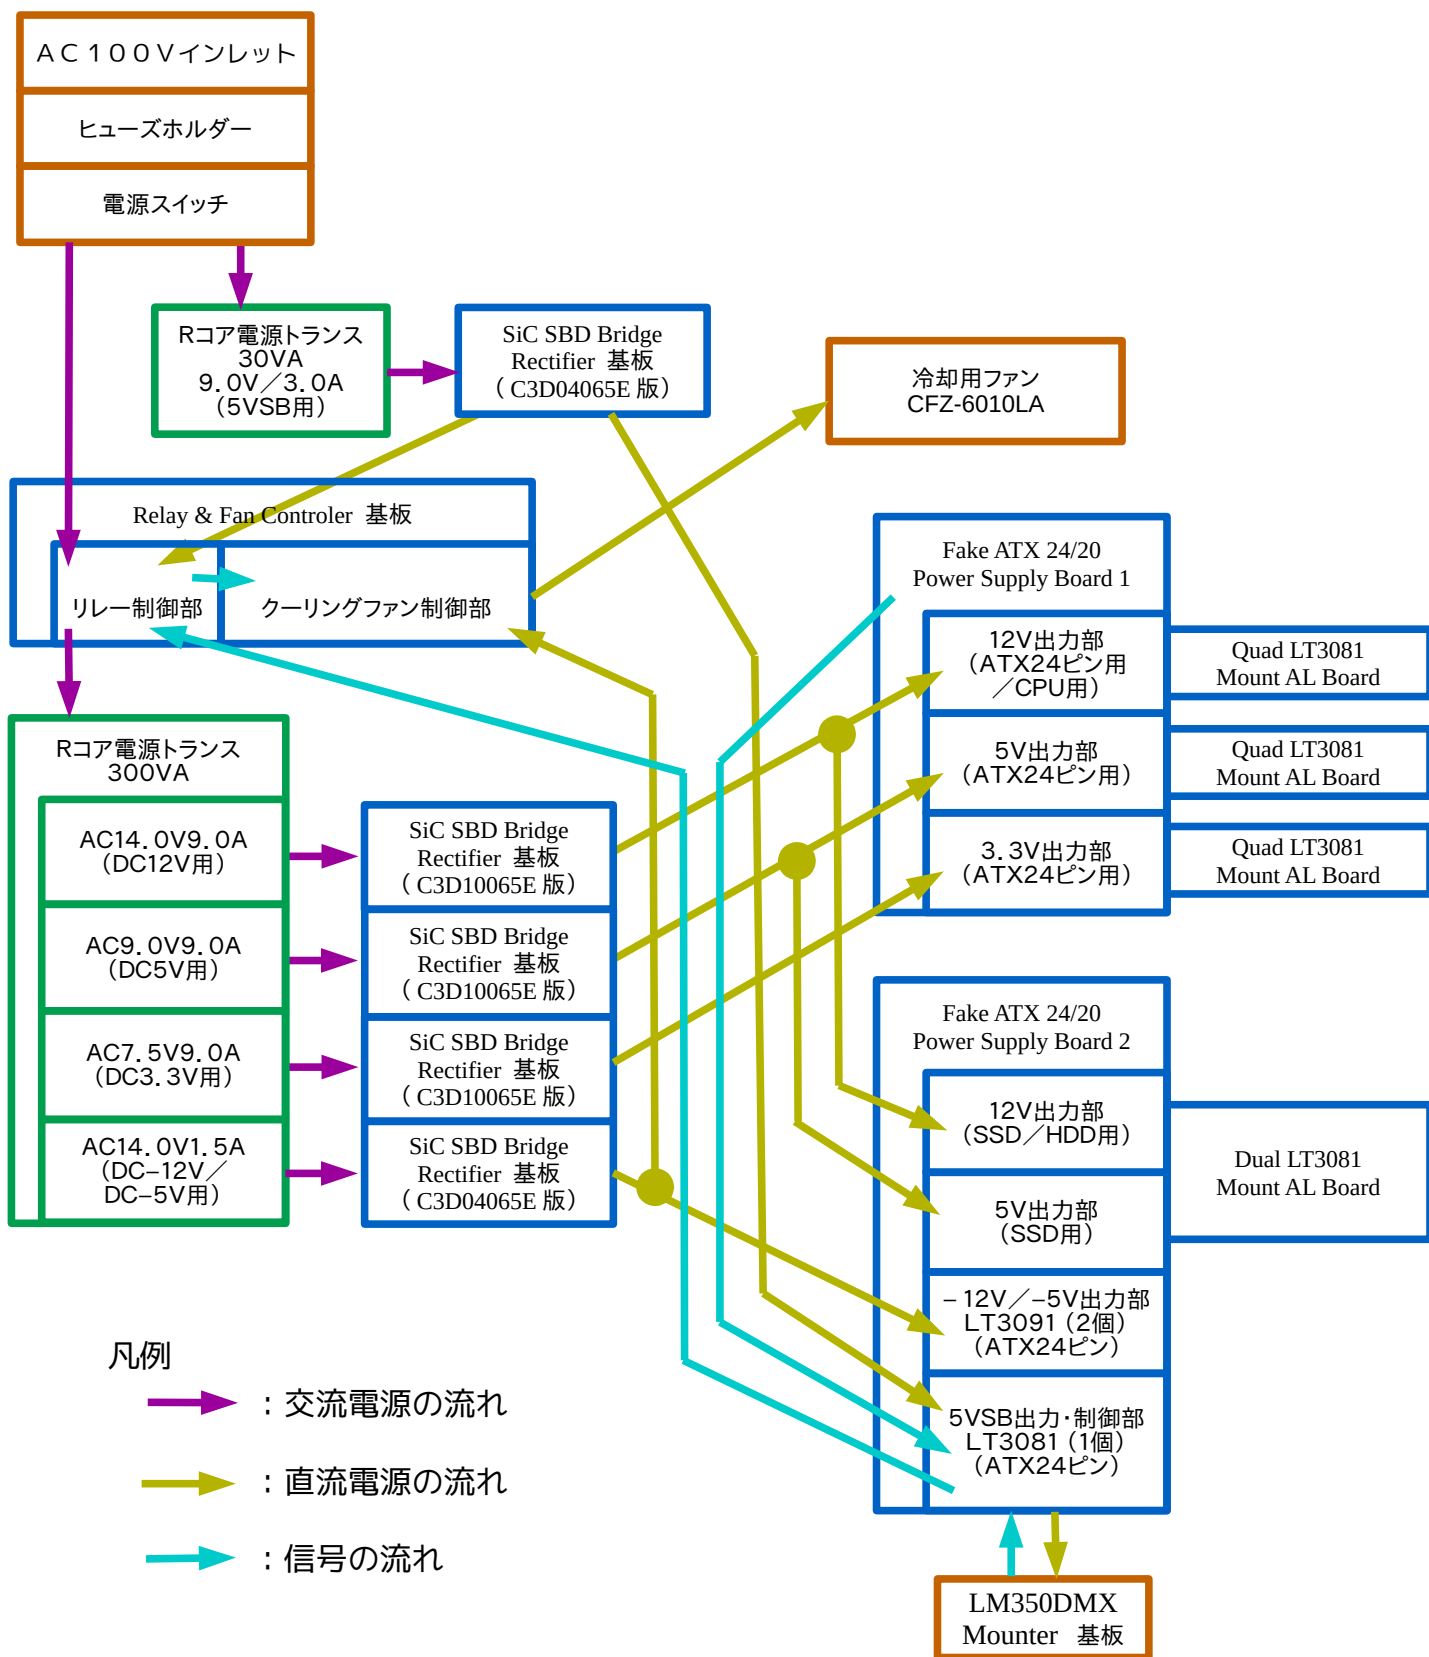 ＡＣ１００Ｖインレット
ヒューズホルダー
電源スイッチ
Rコア電源トランス
30VA
9.0V／3.0A
(5VSB用)
SiC SBD Bridge
Rectifier 基板
（C3D04065E 版）
冷却用ファン
CFZ-6010LA
Relay & Fan Controler 基板
リレー制御部
クーリングファン制御部
Fake ATX 24/20
Power Supply Board 1
12V出力部
（ATX24ピン用
／CPU用）
Quad LT3081
Mount AL Board
5V出力部
（ATX24ピン用）
Quad LT3081
Mount AL Board
3.3V出力部
（ATX24ピン用）
Quad LT3081
Mount AL Board
Rコア電源トランス
300VA
AC14.0V9.0A
（DC12V用）
AC9.0V9.0A
（DC5V用）
AC7.5V9.0A
（DC3.3V用）
AC14.0V1.5A
（DC−12V／
DC−5V用）
SiC SBD Bridge
Rectifier 基板
（C3D10065E 版）
SiC SBD Bridge
Rectifier 基板
（C3D10065E 版）
SiC SBD Bridge
Rectifier 基板
（C3D10065E 版）
SiC SBD Bridge
Rectifier 基板
（C3D04065E 版）
Fake ATX 24/20
Power Supply Board 2
12V出力部
（SSD／HDD用）
5V出力部
（SSD用）
Dual LT3081
Mount AL Board
−12V／−5V出力部
LT3091（2個）
（ATX24ピン）
5VSB出力・制御部
LT3081（1個）
（ATX24ピン）
LM350DMX
Mounter 基板
凡例
：交流電源の流れ
：直流電源の流れ
：信号の流れ